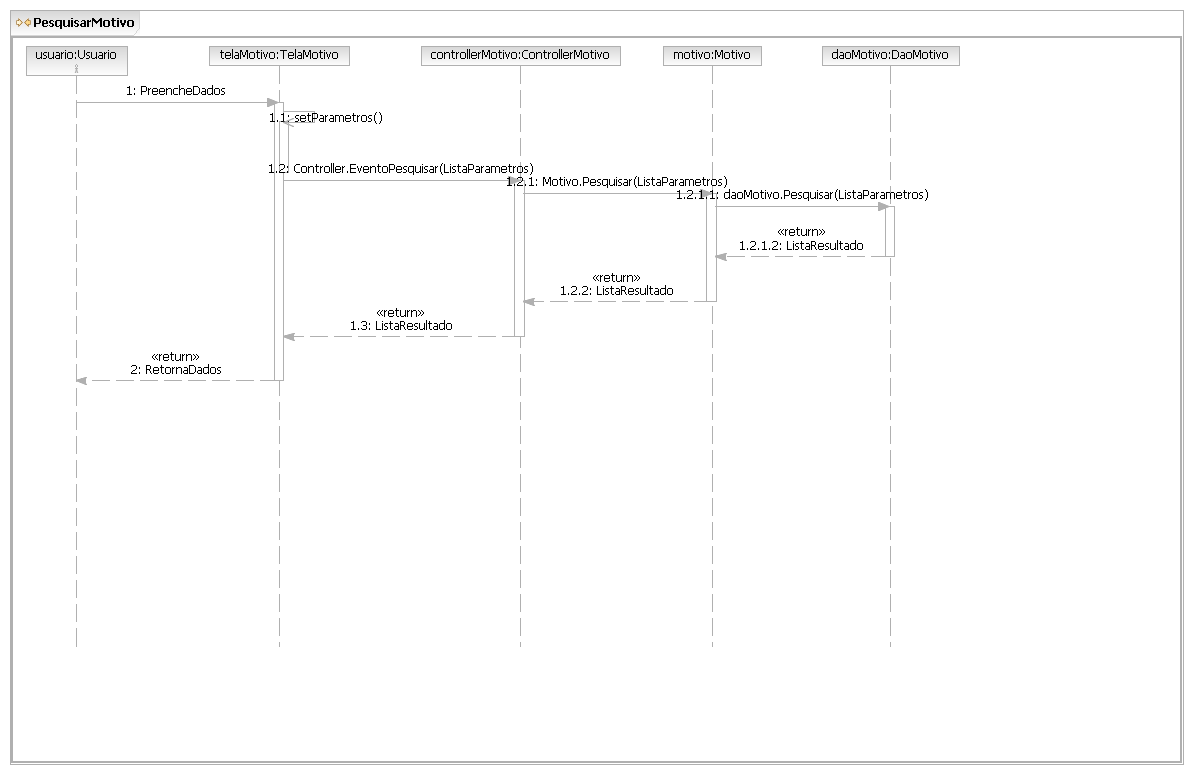 PesquisarMotivo
usuario:Usuario
telaMotivo:TelaMotivo
controllerMotivo:ControllerMotivo
motivo:Motivo
daoMotivo:DaoMotivo
1: PreencheDados
1.1: setParametros()
1.2: Controller.EventoPesquisar(ListaParametros)
1.2.1: Motivo.Pesquisar(ListaParametros)
1.2.1.1: daoMotivo.Pesquisar(ListaParametros)
«return»
1.2.1.2: ListaResultado
«return»
1.2.2: ListaResultado
«return»
1.3: ListaResultado
«return»
2: RetornaDados